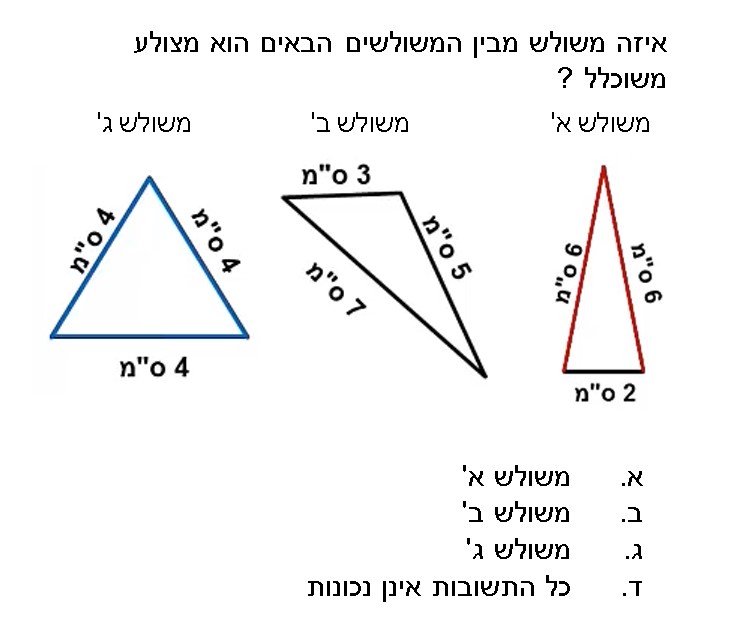 איזה משולש מבין המשולשים הבאים הוא מצולע
משוכלל ?
משולש א' משולש ב' משולש ג'
6 ס"מ
6 ס"מ
2 ס"מ
3 ס"מ
5 ס"מ
7 ס"מ
4 ס"מ
4 ס"מ
4 ס"מ
א. משולש א'
ב. משולש ב'
ג. משולש ג'
ד. כל התשובות אינן נכונות